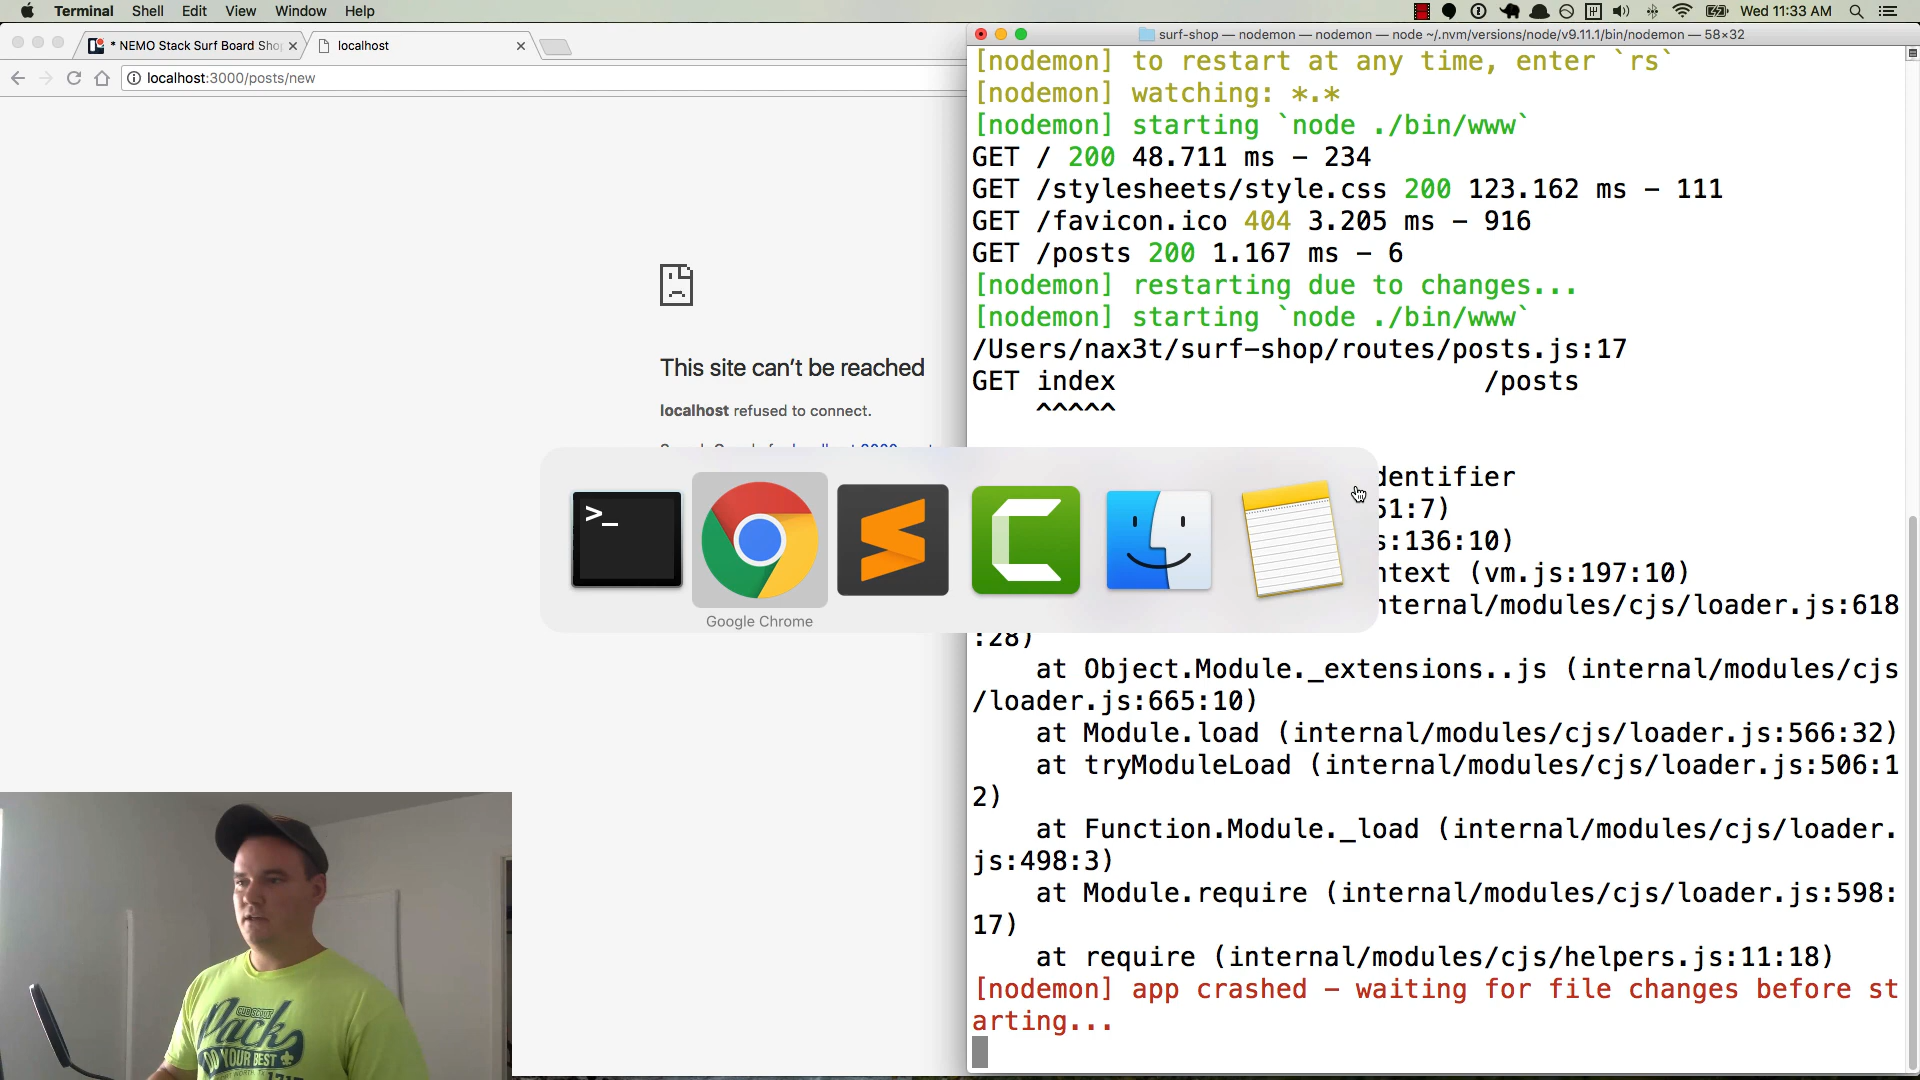 Terminal Shell Edit View Window Help
Wed 11:33 AM
* NEMO Stack Surf Board Sho
localhost
localhost:3000/posts/new
This site can't be reached
localhost refused to connect.
surf-shop — nodemon — nodemon — node ~/.nvm/versions/node/v9.11.1/bin/nodemon — 58×32
[nodemon] to restart at any time, enter `rs`
[nodemon] watching: *.*
[nodemon] starting `node ./bin/www`
GET / 200 48.711 ms - 234
GET /stylesheets/style.css 200 123.162 ms - 111
GET /favicon.ico 404 3.205 ms - 916
GET /posts 200 1.167 ms - 6
[nodemon] restarting due to changes...
[nodemon] starting `node ./bin/www`
/Users/nax3t/surf-shop/routes/posts.js:17
GET index /posts
^^^^^
dentifier
51:7)
s:136:10)
ntext (vm.js:197:10)
nternal/modules/cjs/loader.js:618
:28)
at Object.Module._extensions..js (internal/modules/cjs
/loader.js:665:10)
at Module.load (internal/modules/cjs/loader.js:566:32)
at tryModuleLoad (internal/modules/cjs/loader.js:506:1
2)
at Function.Module._load (internal/modules/cjs/loader.
js:498:3)
at Module.require (internal/modules/cjs/loader.js:598:
17)
at require (internal/modules/cjs/helpers.js:11:18)
[nodemon] app crashed - waiting for file changes before st
arting...
>_
Google Chrome
CUB SCOUT
Pack
DO YOUR BEST